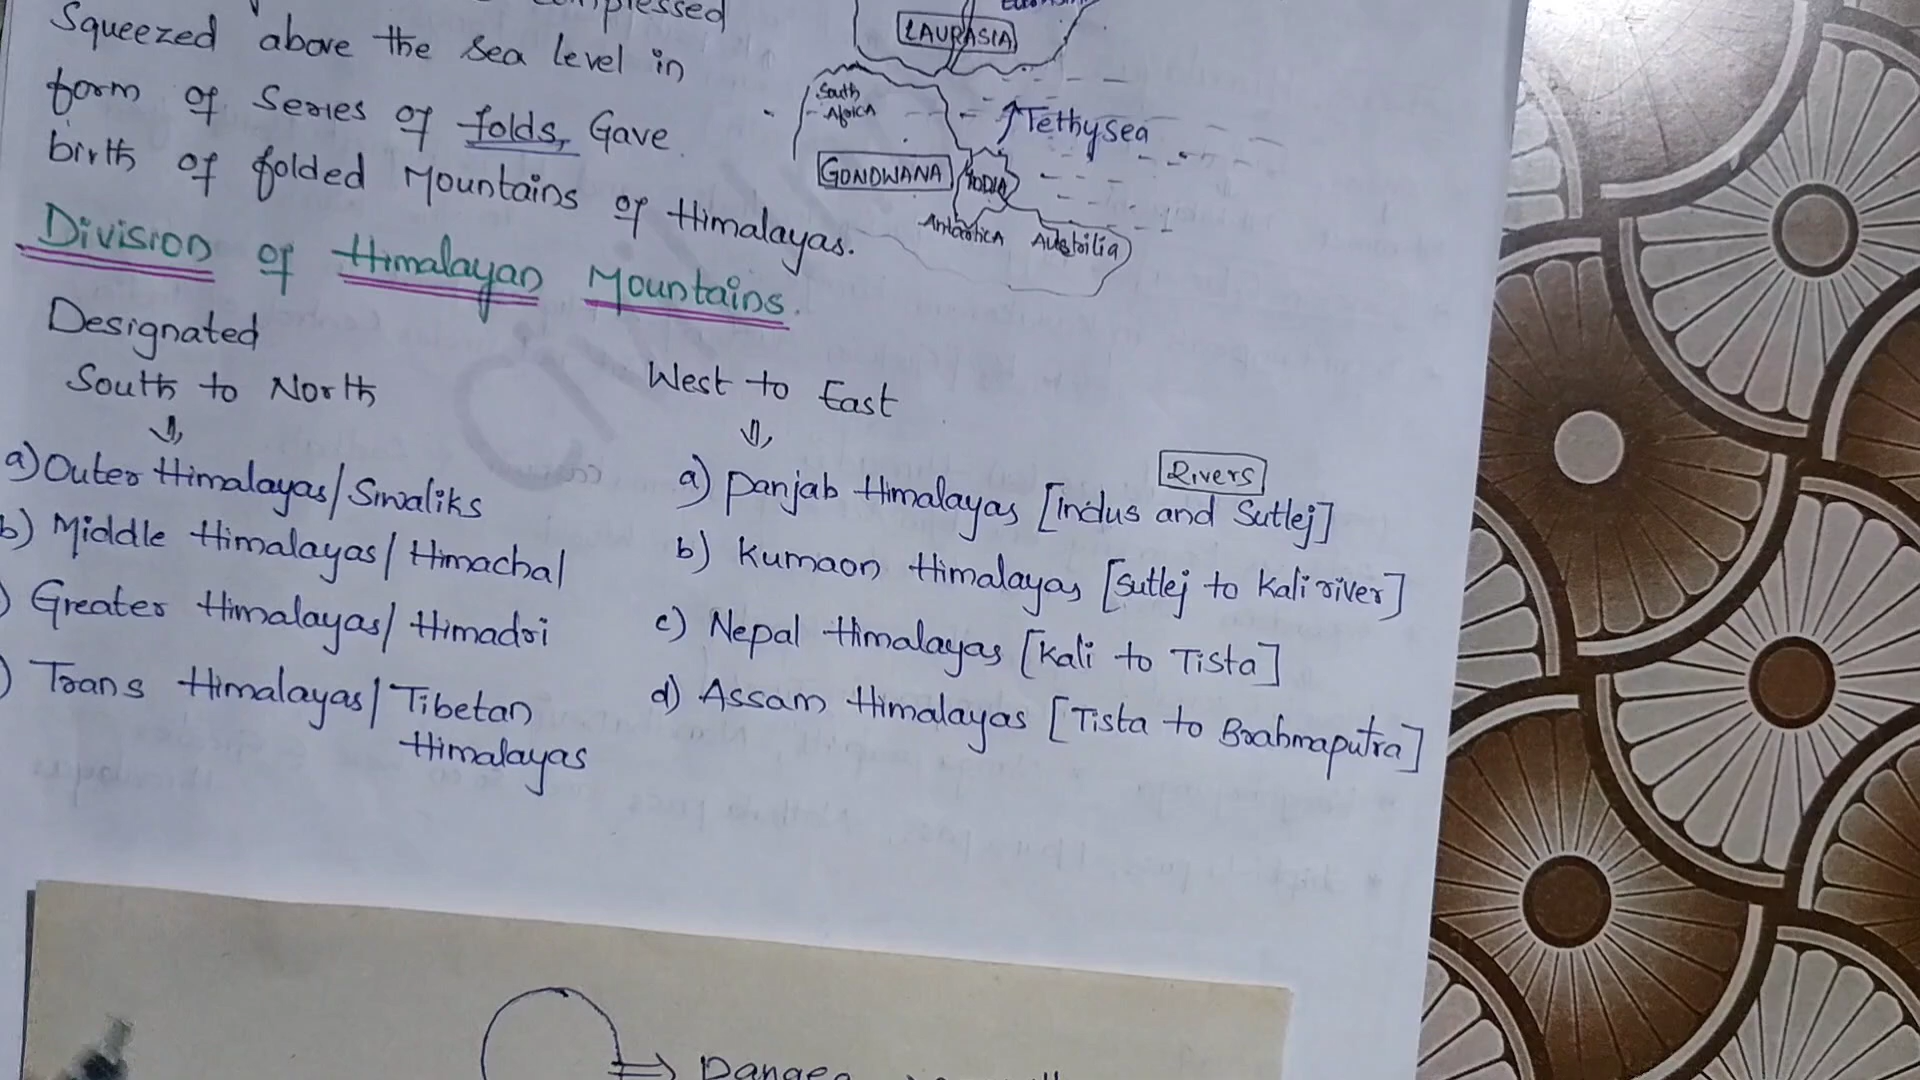 compressed
Squeezed above the sea level in
form of Series of folds, Gave
birth of folded Mountains of Himalayas.
LAURASIA
South
Africa
Tethysea
GONDWANA
INDIA
Antartica Austrilia
Division of Himalayan Mountains.
Designated
South to North
a) Outer Himalayas/Siwaliks
b) Middle Himalayas/Himachal
) Greater Himalayas/Himadri
) Trans Himalayas/Tibetan
Himalayas
West to East
Rivers
a) Panjab Himalayas [Indus and Sutlej]
b) Kumaon Himalayas [Sutlej to Kali river]
c) Nepal Himalayas [Kali to Tista]
d) Assam Himalayas [Tista to Brahmaputra]
Civil